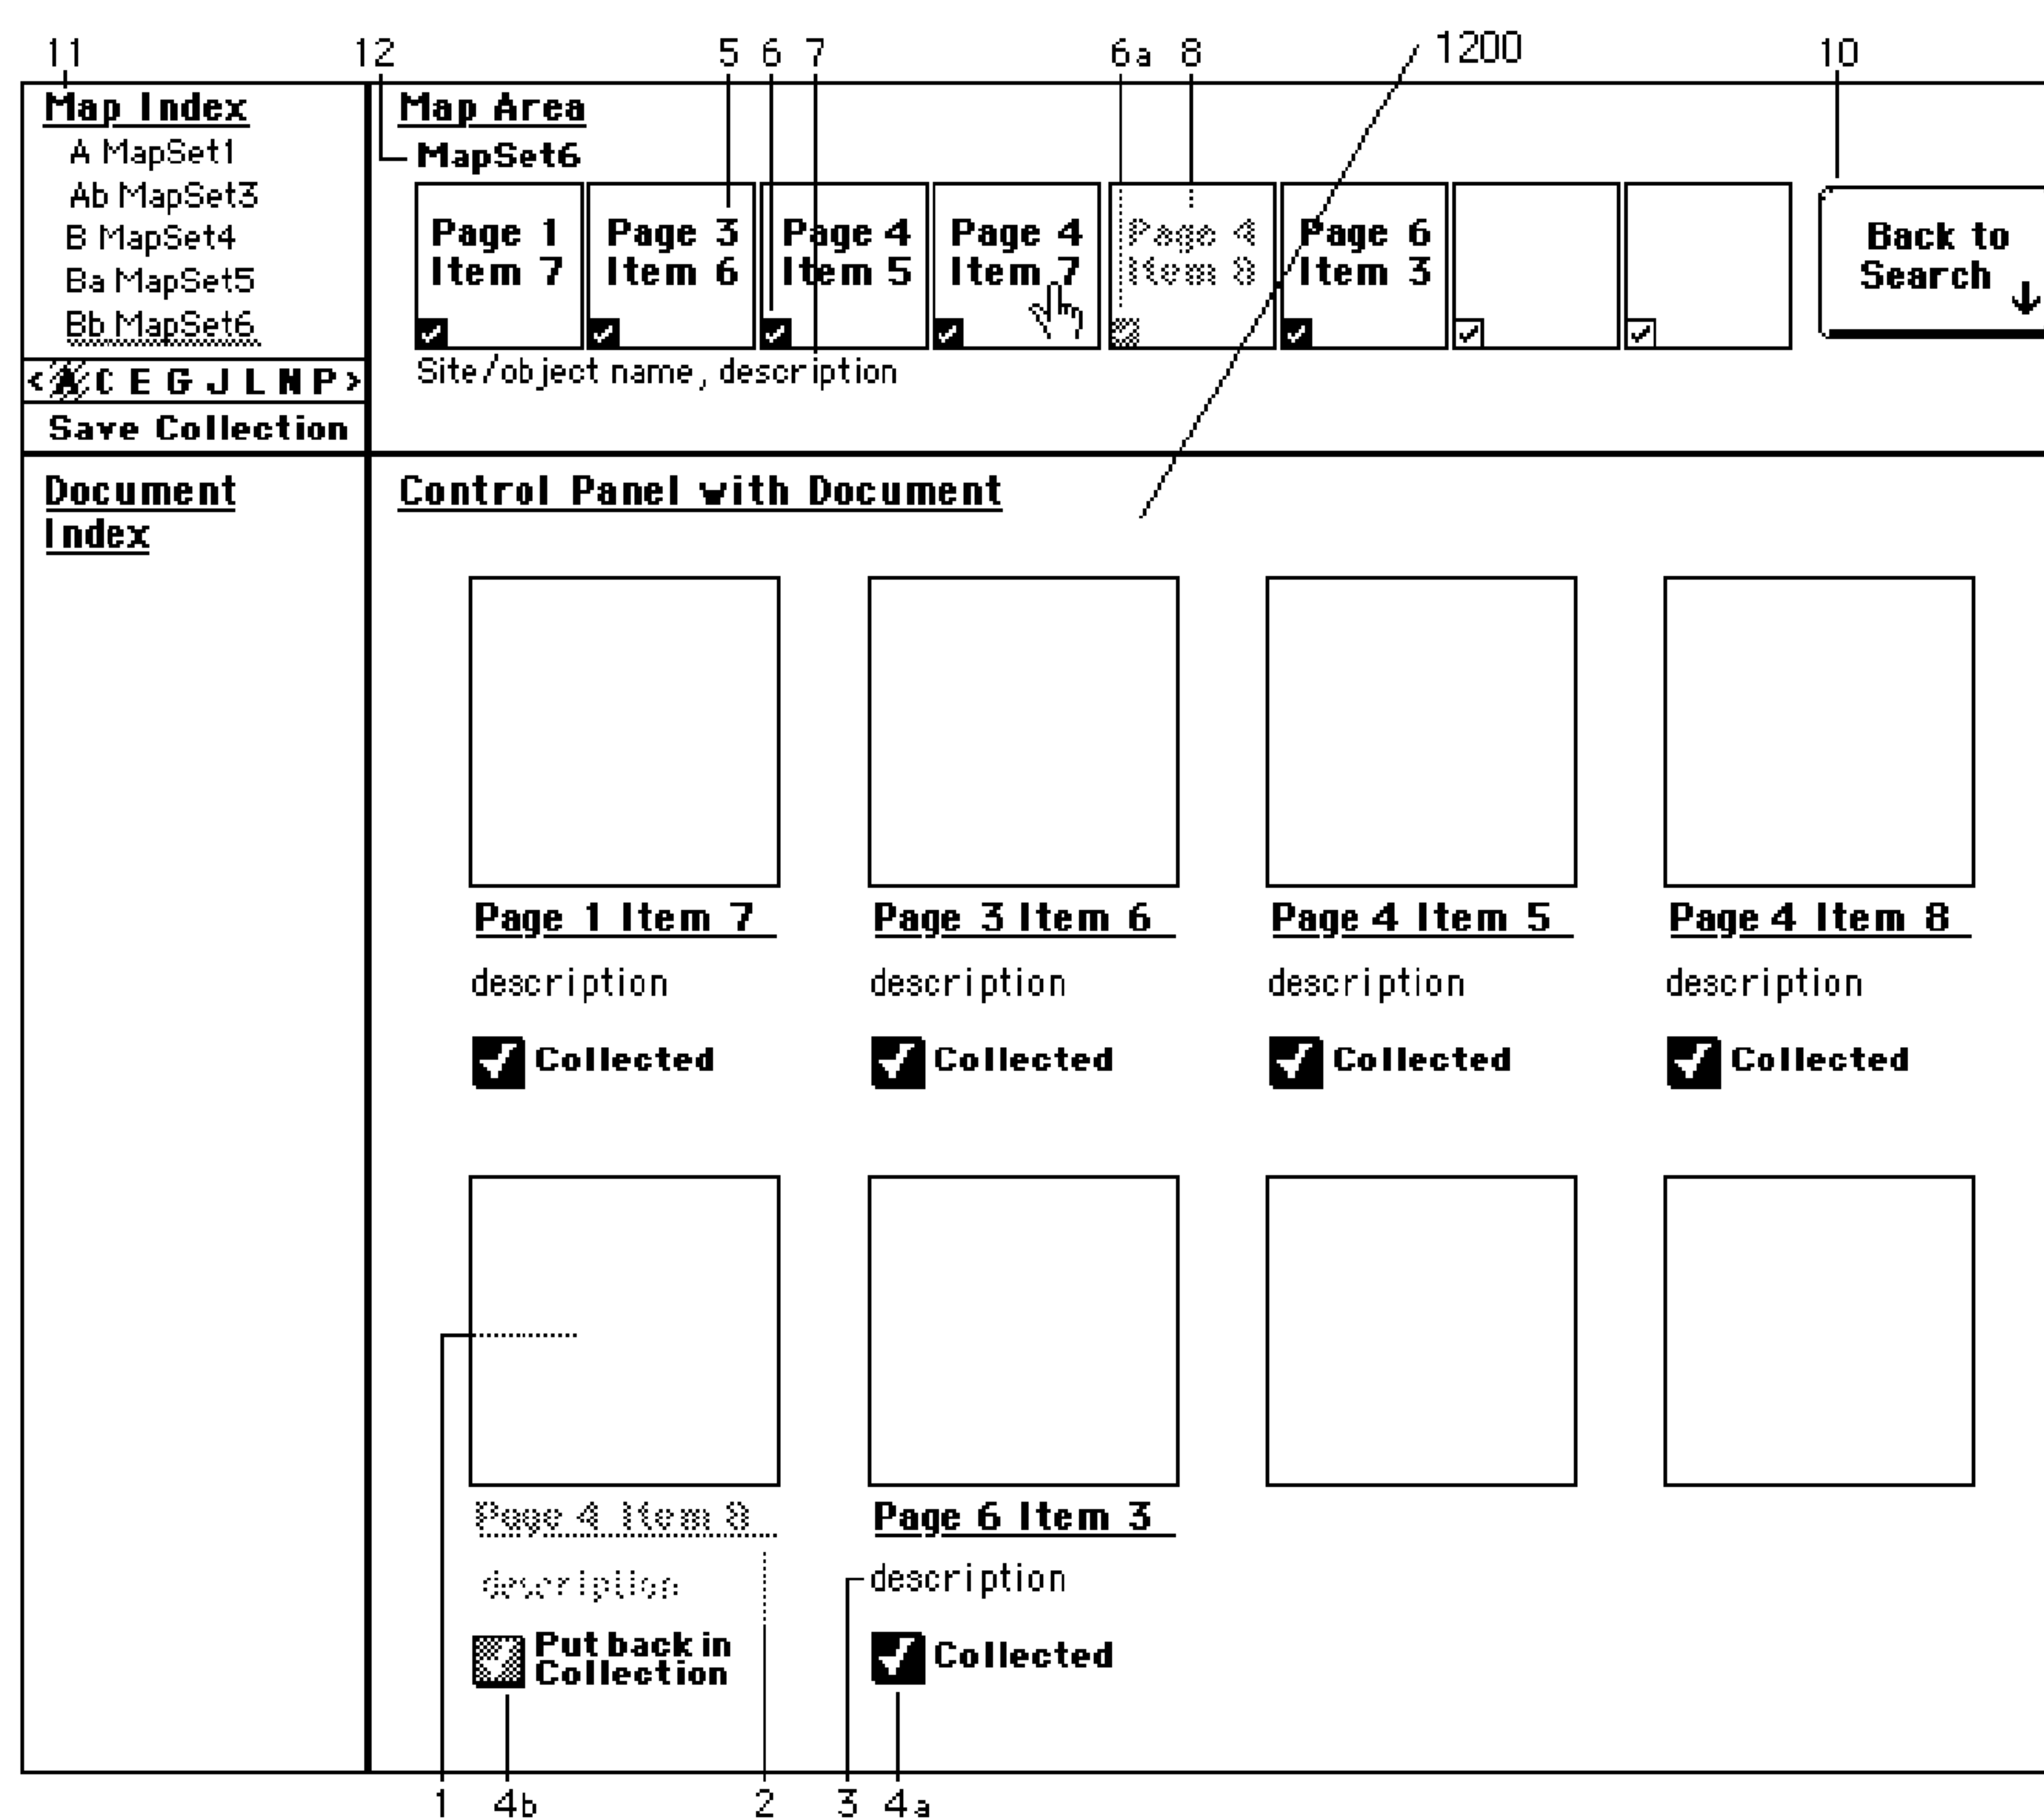 11 12 5 6 7 6a 8 1200 10
Map Index
A MapSet1
Ab MapSet3
B MapSet4
Ba MapSet5
Bb MapSet6
< A C E G J L N P >
Save Collection
Map Area
MapSet6
Page 1
Item 7
Page 3
Item 6
Page 4
Item 5
Page 4
Item 7
Page 4
Item 8
Page 6
Item 3
Back to
Search ↓
Site/object name, description
Document
Index
Control Panel with Document
Page 1 Item 7
description
Collected
Page 3 Item 6
description
Collected
Page 4 Item 5
description
Collected
Page 4 Item 8
description
Collected
Page 4 Item 8
description
Put back in
Collection
Page 6 Item 3
description
Collected
1 4b 2 3 4a